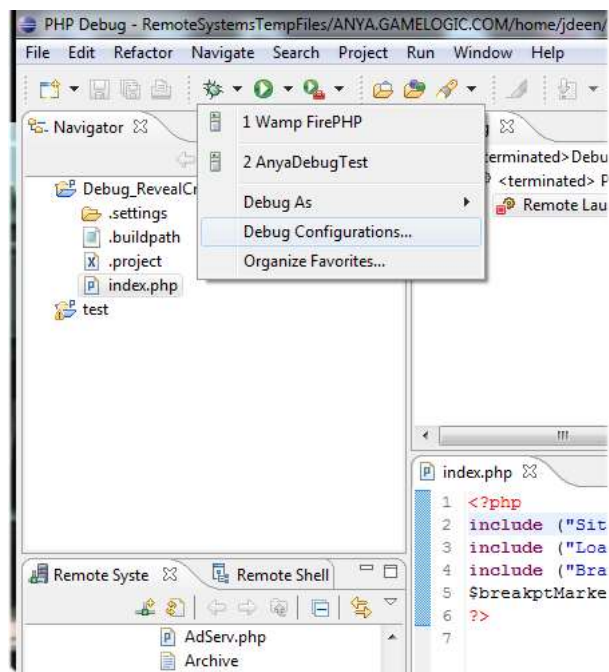 PHP Debug - RemoteSystemsTempFiles/ANYA.GAMELOGIC.COM/home/jdeen/
File Edit Refactor Navigate Search Project Run Window Help
Navigator
1 Wamp FirePHP
2 AnyaDebugTest
Debug As
Debug Configurations...
Organize Favorites...
erminated> Debu
<terminated> P
Remote Lau
Debug_RevealCr
.settings
.buildpath
.project
index.php
test
index.php
1 <?php
2 include ("Sit
3 include ("Loa
4 include ("Bra
5 $breakptMarke
6 ?>
7
Remote Syste
Remote Shell
AdServ.php
Archive